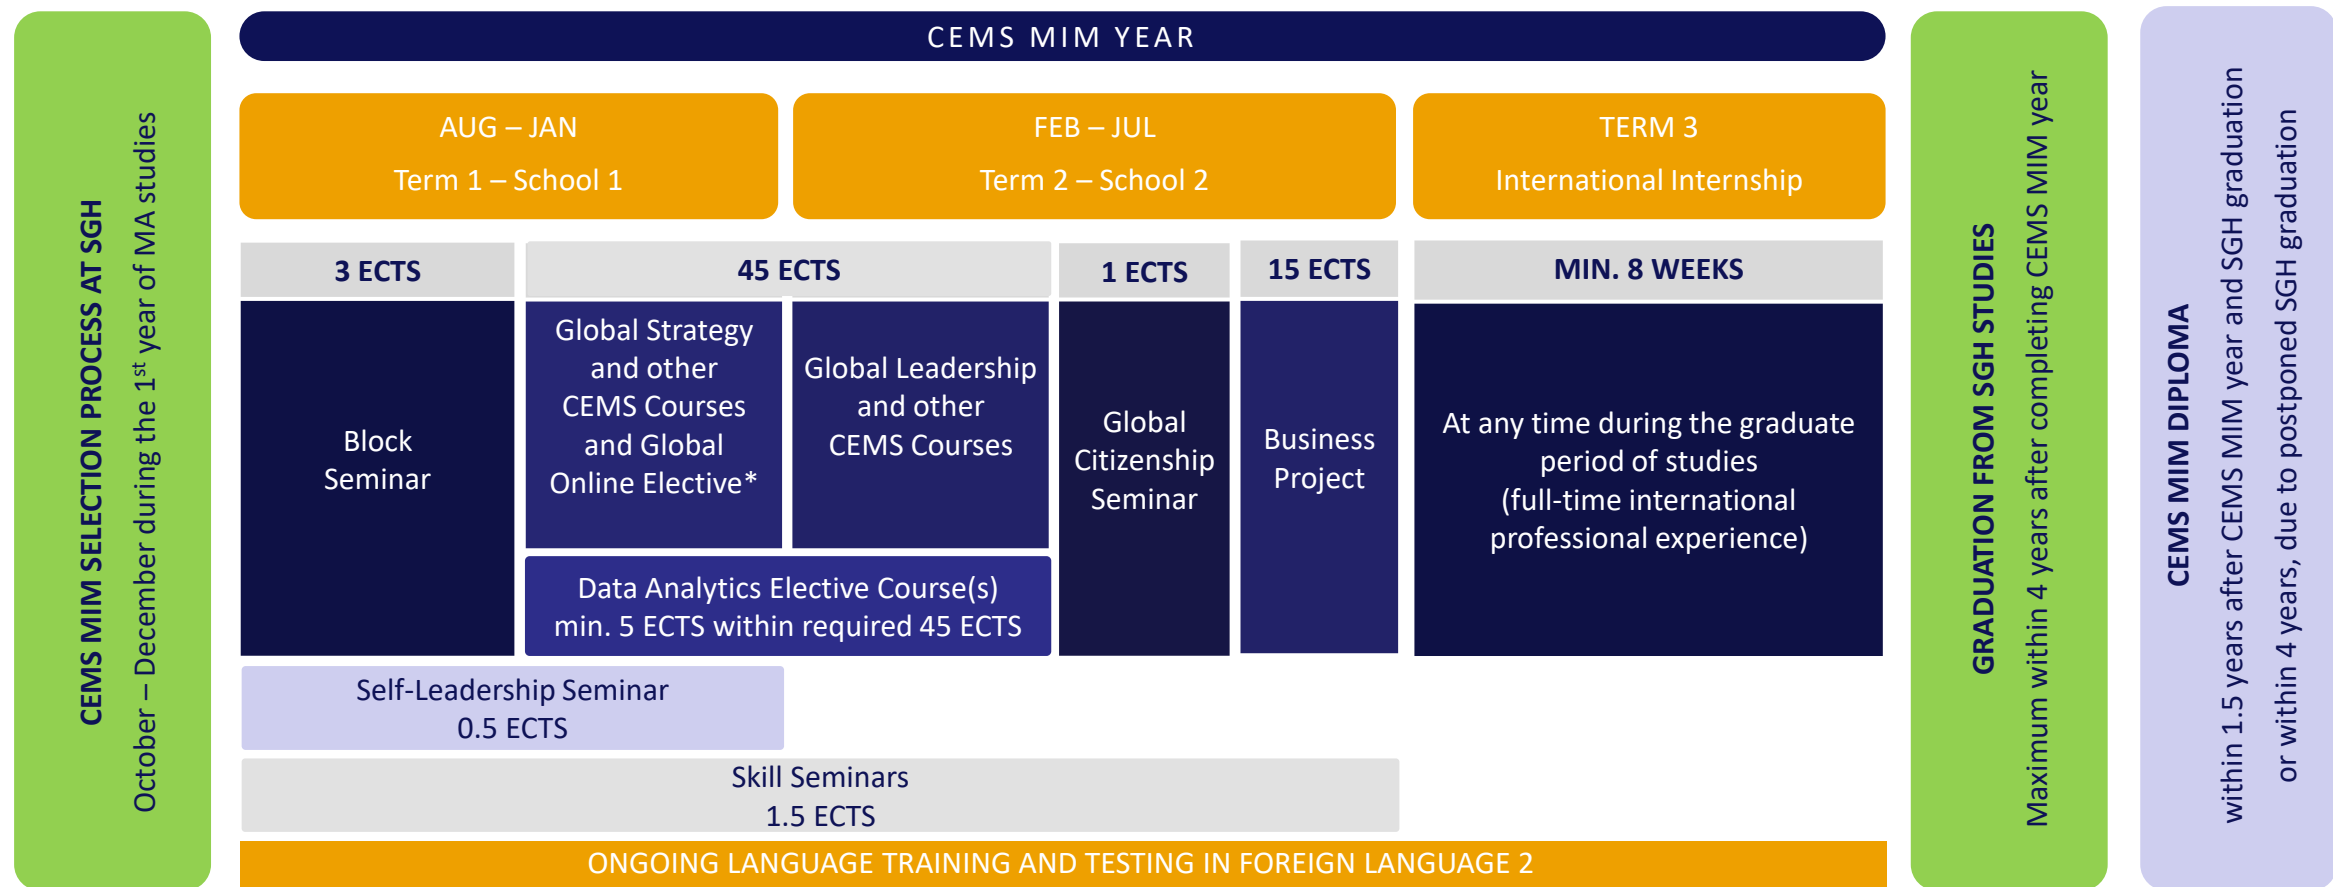 CEMS MIM SELECTION PROCESS AT SGH
October – December during the 1st year of MA studies
CEMS MIM YEAR
AUG – JAN
Term 1 – School 1
FEB – JUL
Term 2 – School 2
TERM 3
International Internship
3 ECTS
Block
Seminar
45 ECTS
Global Strategy
and other
CEMS Courses
and Global
Online Elective*
Global Leadership
and other
CEMS Courses
Data Analytics Elective Course(s)
min. 5 ECTS within required 45 ECTS
1 ECTS
Global
Citizenship
Seminar
15 ECTS
Business
Project
MIN. 8 WEEKS
At any time during the graduate
period of studies
(full-time international
professional experience)
Self-Leadership Seminar
0.5 ECTS
Skill Seminars
1.5 ECTS
ONGOING LANGUAGE TRAINING AND TESTING IN FOREIGN LANGUAGE 2
GRADUATION FROM SGH STUDIES
Maximum within 4 years after completing CEMS MIM year
CEMS MIM DIPLOMA
within 1.5 years after CEMS MIM year and SGH graduation
or within 4 years, due to postponed SGH graduation